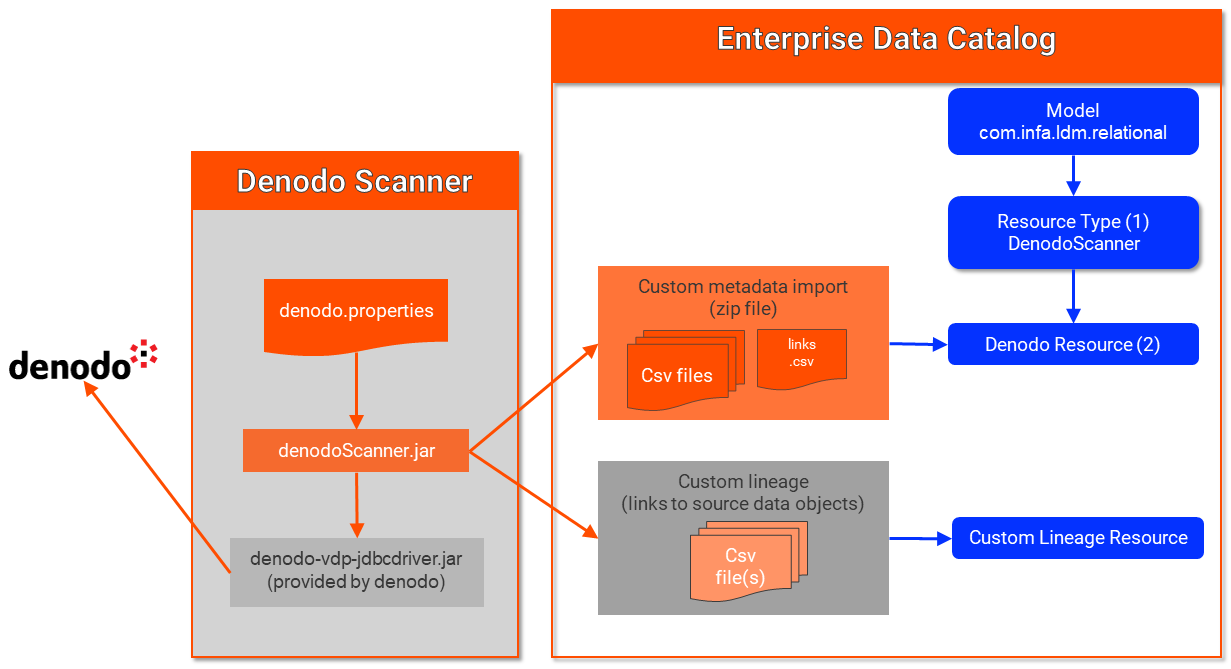 Enterprise Data Catalog
Model
com.infa.ldm.relational
Denodo Scanner
Resource Type (1)
DenodoScanner
denodo.properties
Custom metadata import
(zip file)
Csv files
links
.csv
Denodo Resource (2)
denodo
denodoScanner.jar
Custom lineage
(links to source data objects)
Csv
file(s)
Custom Lineage Resource
denodo-vdp-jdbcdriver.jar
(provided by denodo)